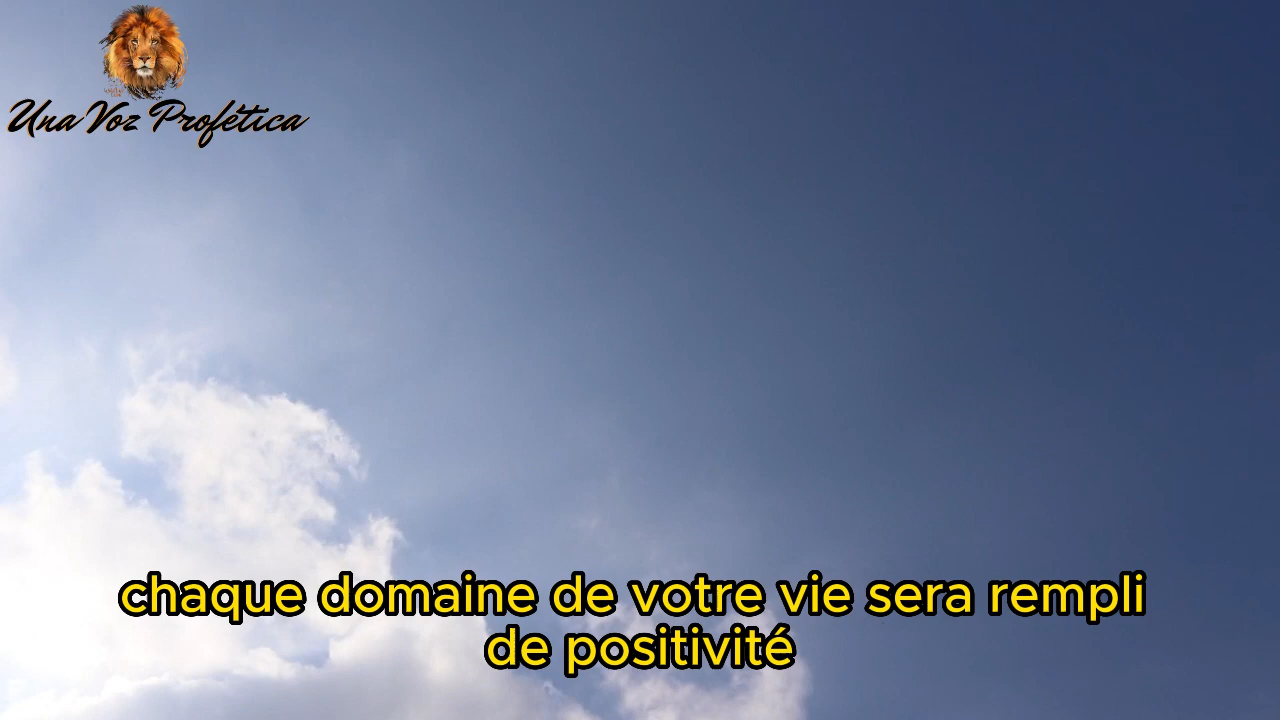 Una Voz Profética
chaque domaine de votre vie sera rempli
de positivité